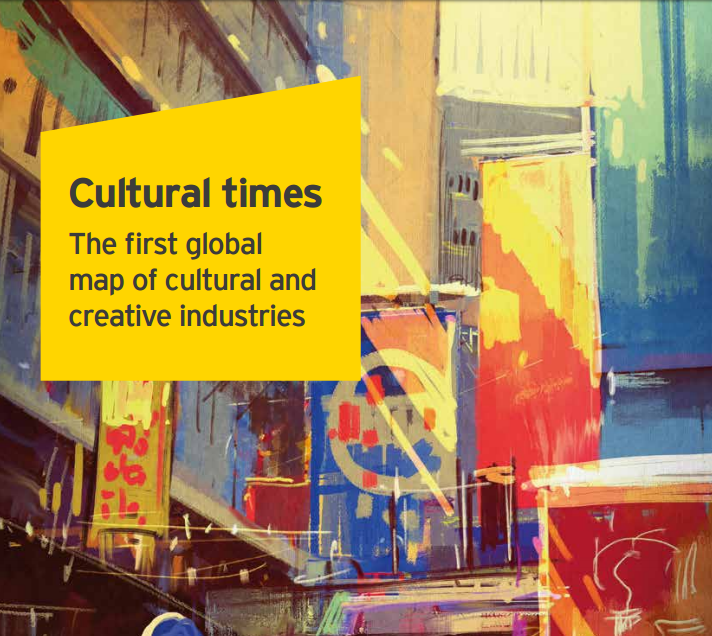 Cultural times
The first global
map of cultural and
creative industries